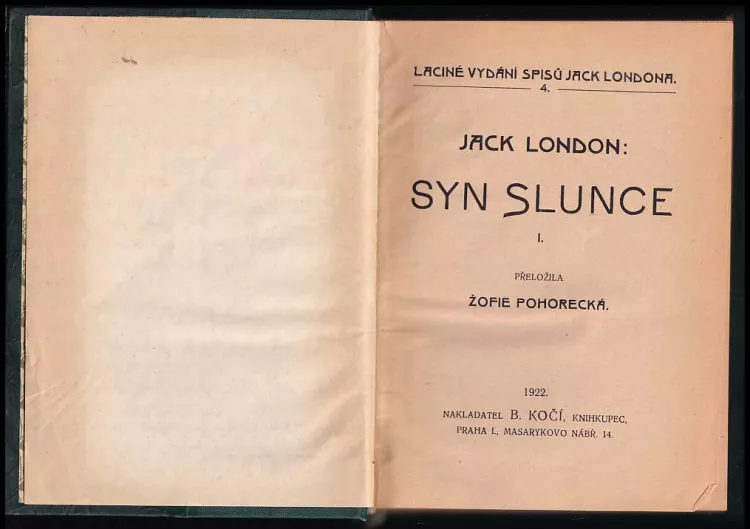 LACINÉ VYDÁNÍ SPISŮ JACK LONDONA.
4.
JACK LONDON:
SYN SLUNCE
I.
PŘELOŽILA
ŽOFIE POHORECKÁ.
1922.
NAKLADATEL B. KOČÍ, KNIHKUPEC,
PRAHA I., MASARYKOVO NÁBŘ. 14.